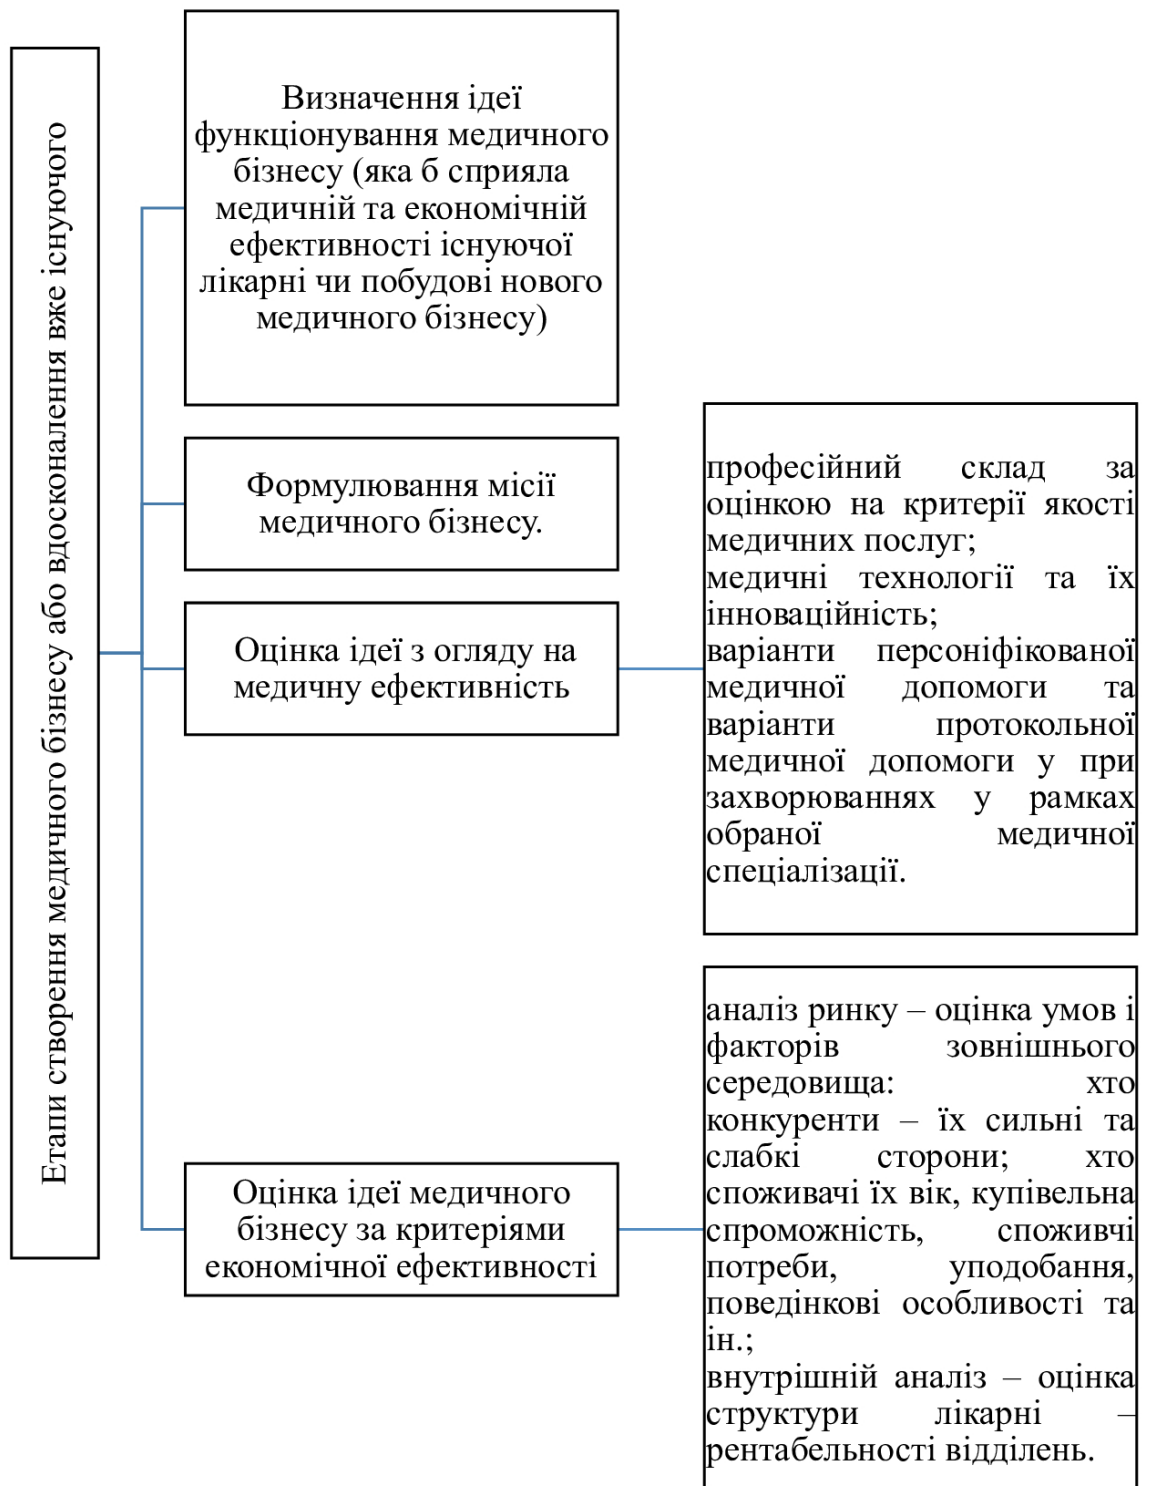 Етапи створення медичного бізнесу або вдосконалення вже існуючого
Визначення ідеї
функціонування медичного
бізнесу (яка б сприяла
медичній та економічній
ефективності існуючої
лікарні чи побудові нового
медичного бізнесу)
Формулювання місії
медичного бізнесу.
Оцінка ідеї з огляду на
медичну ефективність
професійний склад за
оцінкою на критерії якості
медичних послуг;
медичні технології та їх
інноваційність;
варіанти персоніфікованої
медичної допомоги та
варіанти протокольної
медичної допомоги у при
захворюваннях у рамках
обраної медичної
спеціалізації.
Оцінка ідеї медичного
бізнесу за критеріями
економічної ефективності
аналіз ринку – оцінка умов і
факторів зовнішнього
середовища: хто
конкуренти – їх сильні та
слабкі сторони; хто
споживачі їх вік, купівельна
спроможність, споживчі
потреби, уподобання,
поведінкові особливості та
ін.;
внутрішній аналіз – оцінка
структури лікарні –
рентабельності відділень.